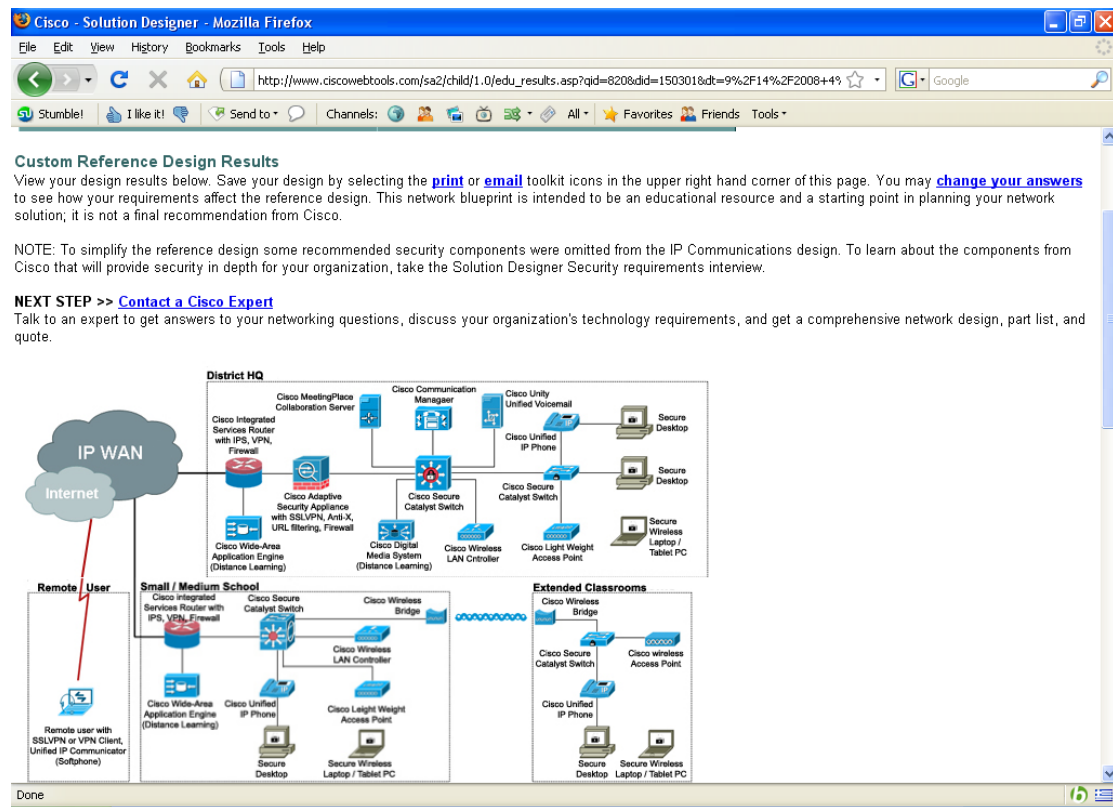 Cisco - Solution Designer - Mozilla Firefox
File Edit View History Bookmarks Tools Help
http://www.ciscowebtools.com/sa2/child/1.0/edu_results.asp?qid=820&did=150301&dt=9%2F14%2F2008+4%
Google
Stumble! I like it! Send to Channels: All Favorites Friends Tools
Custom Reference Design Results
View your design results below. Save your design by selecting the print or email toolkit icons in the upper right hand corner of this page. You may change your answers
to see how your requirements affect the reference design. This network blueprint is intended to be an educational resource and a starting point in planning your network
solution; it is not a final recommendation from Cisco.
NOTE: To simplify the reference design some recommended security components were omitted from the IP Communications design. To learn about the components from
Cisco that will provide security in depth for your organization, take the Solution Designer Security requirements interview.
NEXT STEP >> Contact a Cisco Expert
Talk to an expert to get answers to your networking questions, discuss your organization's technology requirements, and get a comprehensive network design, part list, and
quote.
IP WAN
Internet
District HQ
Cisco Integrated
Services Router
with IPS, VPN,
Firewall
Cisco MeetingPlace
Collaboration Server
Cisco Communication
Managaer
Cisco Unity
Unified Voicemail
Cisco Unified
IP Phone
Secure
Desktop
Cisco Adaptive
Security Appliance
with SSLVPN, Anti-X,
URL filtering, Firewall
Cisco Secure
Catalyst Switch
Cisco Secure
Catalyst Switch
Secure
Desktop
Cisco Wide-Area
Application Engine
(Distance Learning)
Cisco Digital
Media System
(Distance Learning)
Cisco Wireless
LAN Cntroller
Cisco Light Weight
Access Point
Secure
Wireless
Laptop /
Tablet PC
Remote User
Remote user with
SSLVPN or VPN Client,
Unified IP Communicator
(Softphone)
Small / Medium School
Cisco integrated
Services Router with
IPS, VPN, Firewall
Cisco Secure
Catalyst Switch
Cisco Wireless
Bridge
Cisco Wireless
LAN Controller
Cisco Wide-Area
Application Engine
(Distance Learning)
Cisco Unified
IP Phone
Cisco Leight Weight
Access Point
Secure
Desktop
Secure Wireless
Laptop / Tablet PC
Extended Classrooms
Cisco Wireless
Bridge
Cisco Secure
Catalyst Switch
Cisco wireless
Access Point
Cisco Unified
IP Phone
Secure
Desktop
Secure Wireless
Laptop / Tablet PC
Done